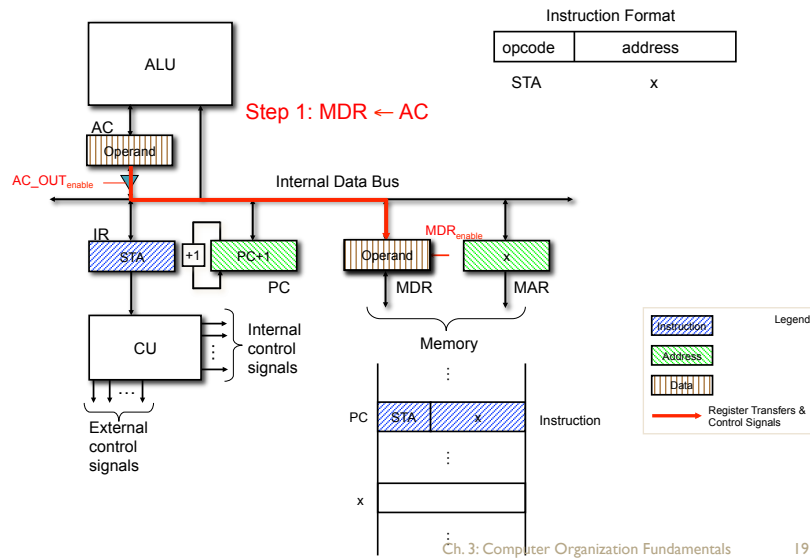 Instruction Format
opcode address
STA x
ALU
Step 1: MDR ← AC
AC
Operand
AC_OUTenable
Internal Data Bus
IR
STA
+1
PC+1
PC
Operand
MDRenable
MDR
x
MAR
CU
Internal
control
signals
...
External
control
signals
Memory
PC STA x Instruction
x
Legend
Instruction
Address
Data
Register Transfers &
Control Signals
Ch. 3: Computer Organization Fundamentals 19